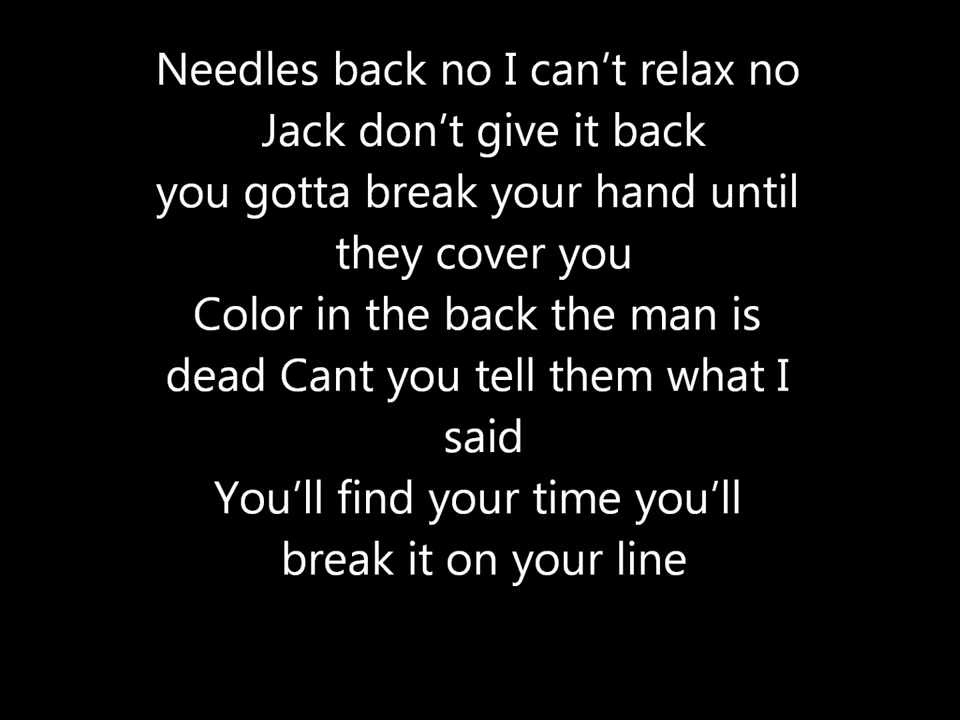 Needles back no I can’t relax no
Jack don’t give it back
you gotta break your hand until
they cover you
Color in the back the man is
dead Cant you tell them what I
said
You’ll find your time you’ll
break it on your line